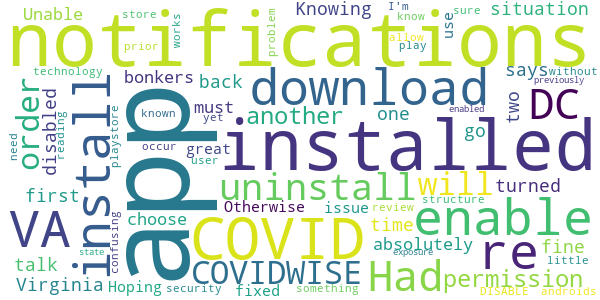 Unable store Knowing I'm know sure situation
notifications
prior works problem use allow play
technology bonkers back download says without
previously
order disabled reading need install playstore app known must another one go two DC enabled
yet occur great installed
first user uninstall will turned
VA choose Otherwise issue review structure enable
confusing COVID time absolutely re fine
talk state COVIDWISE Had permission little
Virginia Hoping security fixed something exposure DISABLE androids